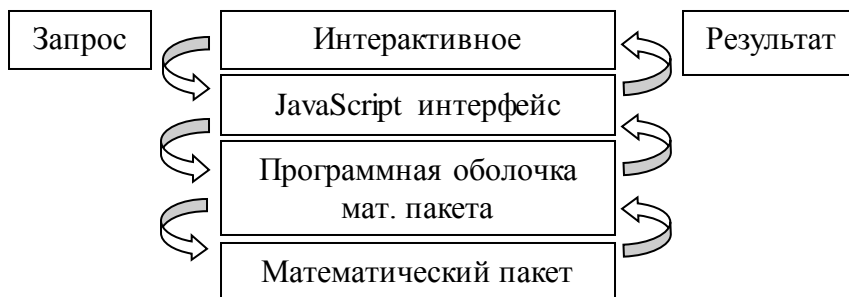 Запрос
Интерактивное
Результат
JavaScript интерфейс
Программная оболочка
мат. пакета
Математический пакет